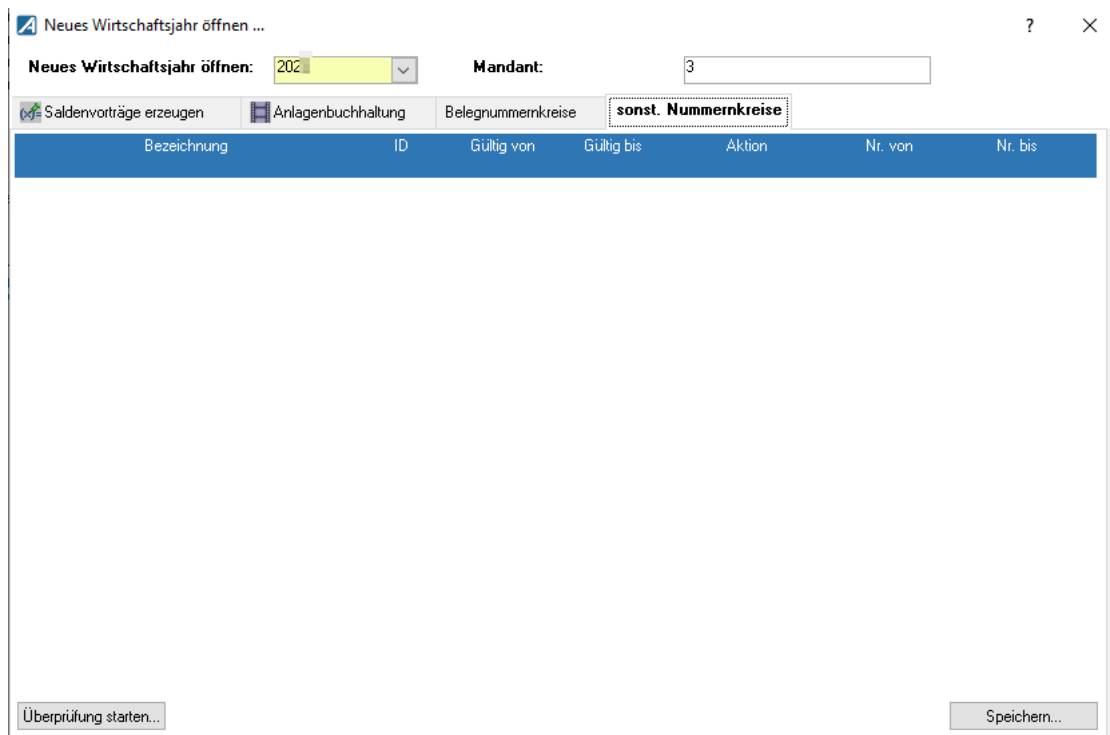 Neues Wirtschaftsjahr öffnen ...
Neues Wirtschaftsjahr öffnen: 202 Mandant: 3
Saldenvorträge erzeugen Anlagenbuchhaltung Belegnummernkreise sonst. Nummernkreise
Bezeichnung ID Gültig von Gültig bis Aktion Nr. von Nr. bis
Überprüfung starten... Speichern...